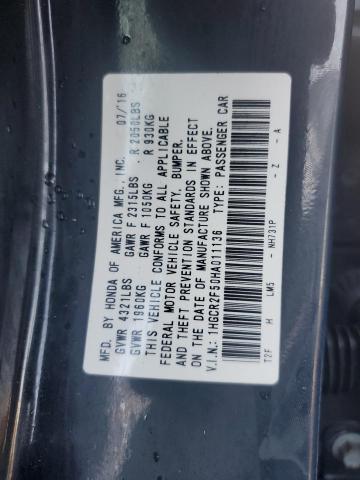 MFD. BY HONDA OF AMERICA MFG., INC. 07/16
GVWR 4321LBS GAWR F 2315LBS . R 2050LBS
GVWR 1960KG GAWR F 1050KG R 930KG
THIS VEHICLE CONFORMS TO ALL APPLICABLE
FEDERAL MOTOR VEHICLE SAFETY, BUMPER,
AND THEFT PREVENTION STANDARDS IN EFFECT
ON THE DATE OF MANUFACTURE SHOWN ABOVE.
V.I.N.: 1HGCR2F50HA011136 TYPE: PASSENGER CAR
T2F H LM5 - NH731P - Z - A